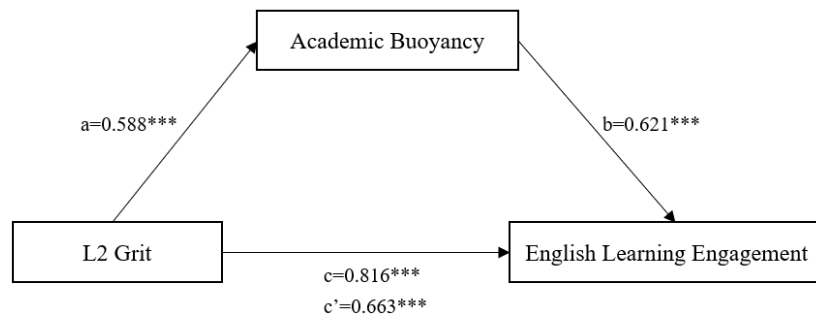 Academic Buoyancy
a=0.588***
b=0.621***
L2 Grit
English Learning Engagement
c=0.816***
c’=0.663***